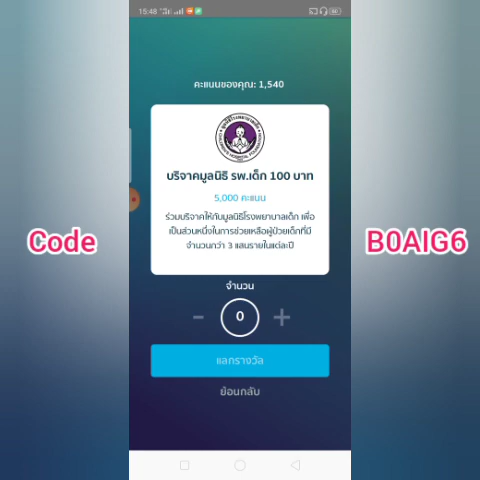 15:48
คะแนนของคุณ: 1,540
บริจาคมูลนิธิ รพ.เด็ก 100 บาท
5,000 คะแนน
ร่วมบริจาคให้กับมูลนิธิโรงพยาบาลเด็ก เพื่อ
เป็นส่วนหนึ่งในการช่วยเหลือผู้ป่วยเด็กที่มี
จำนวนกว่า 3 แสนรายในแต่ละปี
Code
B0AIG6
จำนวน
- 0 +
แลกรางวัล
ย้อนกลับ